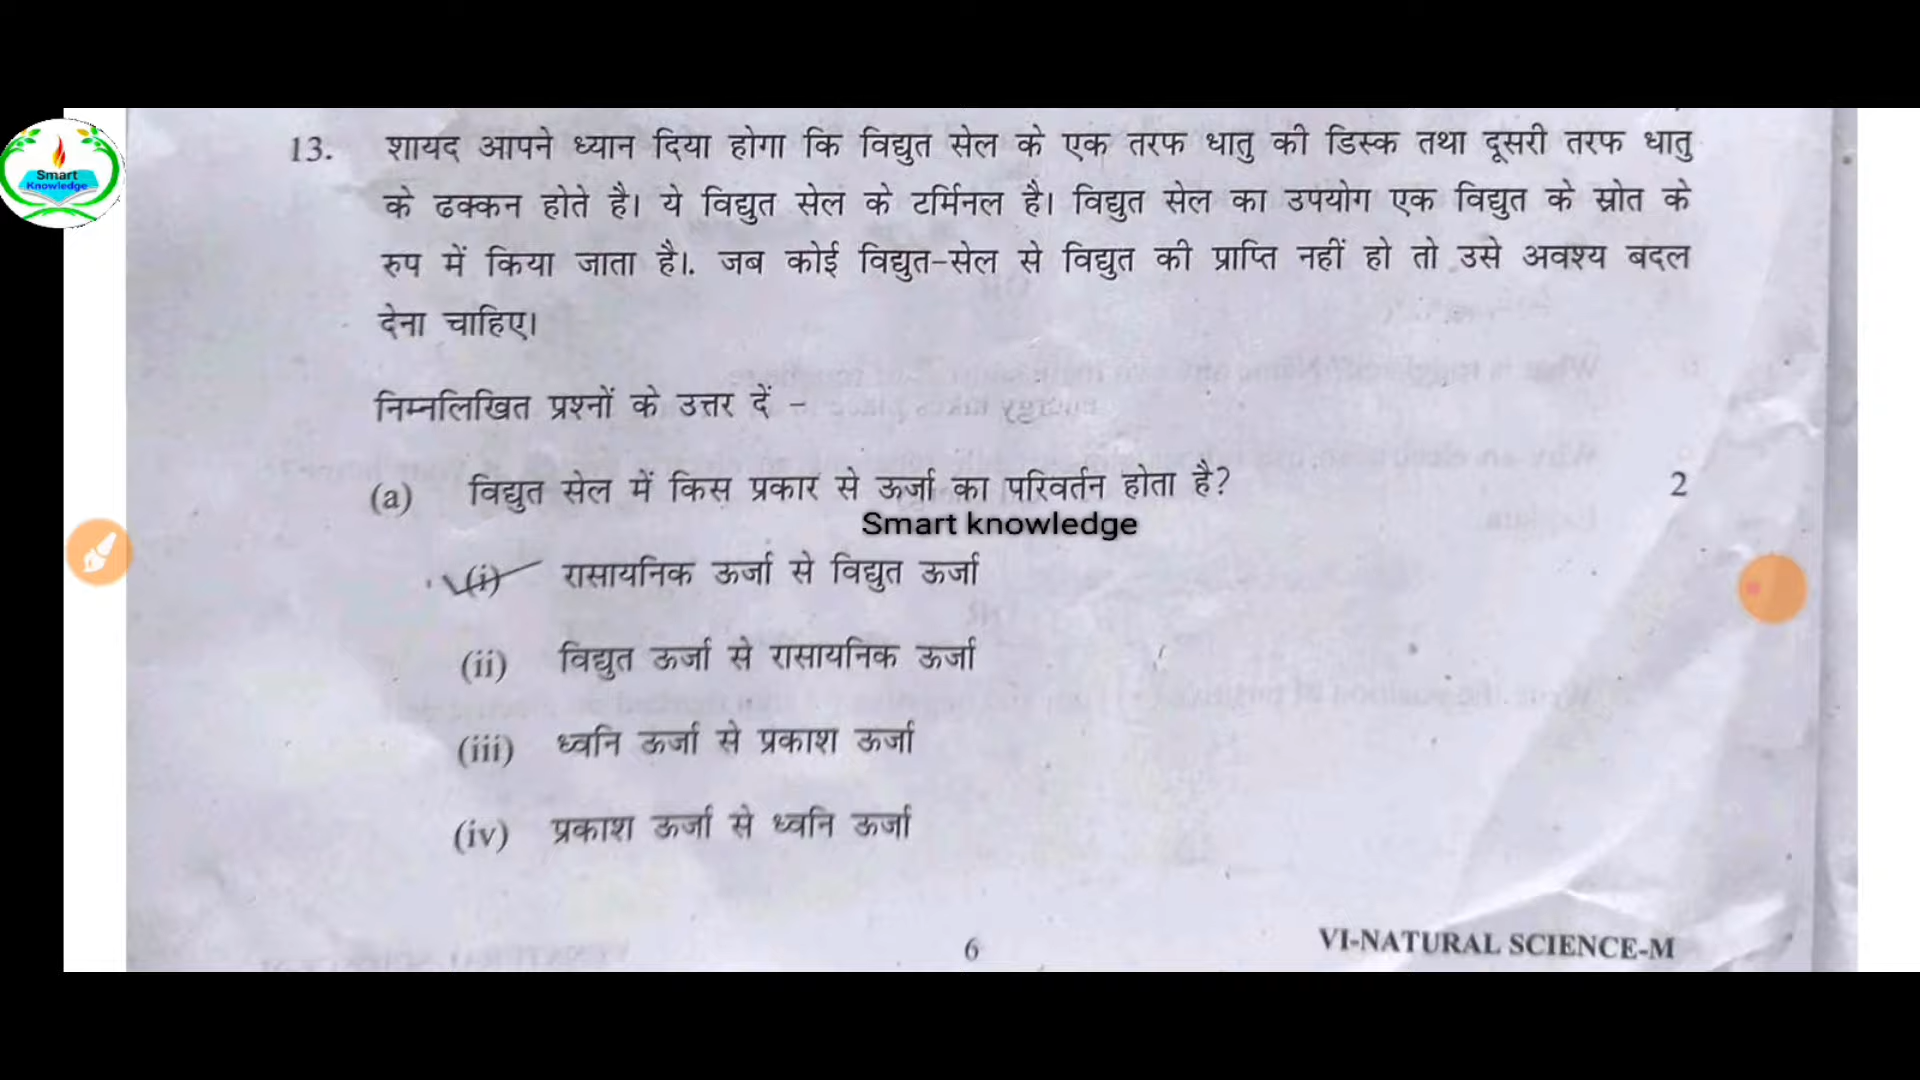 Smart
Knowledge
13. शायद आपने ध्यान दिया होगा कि विद्युत सेल के एक तरफ धातु की डिस्क तथा दूसरी तरफ धातु
के ढक्कन होते है। ये विद्युत सेल के टर्मिनल है। विद्युत सेल का उपयोग एक विद्युत के स्रोत के
रुप में किया जाता है।. जब कोई विद्युत-सेल से विद्युत की प्राप्ति नहीं हो तो उसे अवश्य बदल
देना चाहिए।
निम्नलिखित प्रश्नों के उत्तर दें –
(a) विद्युत सेल में किस प्रकार से ऊर्जा का परिवर्तन होता है? 2
Smart knowledge
(i) रासायनिक ऊर्जा से विद्युत ऊर्जा
(ii) विद्युत ऊर्जा से रासायनिक ऊर्जा
(iii) ध्वनि ऊर्जा से प्रकाश ऊर्जा
(iv) प्रकाश ऊर्जा से ध्वनि ऊर्जा
6 VI-NATURAL SCIENCE-M